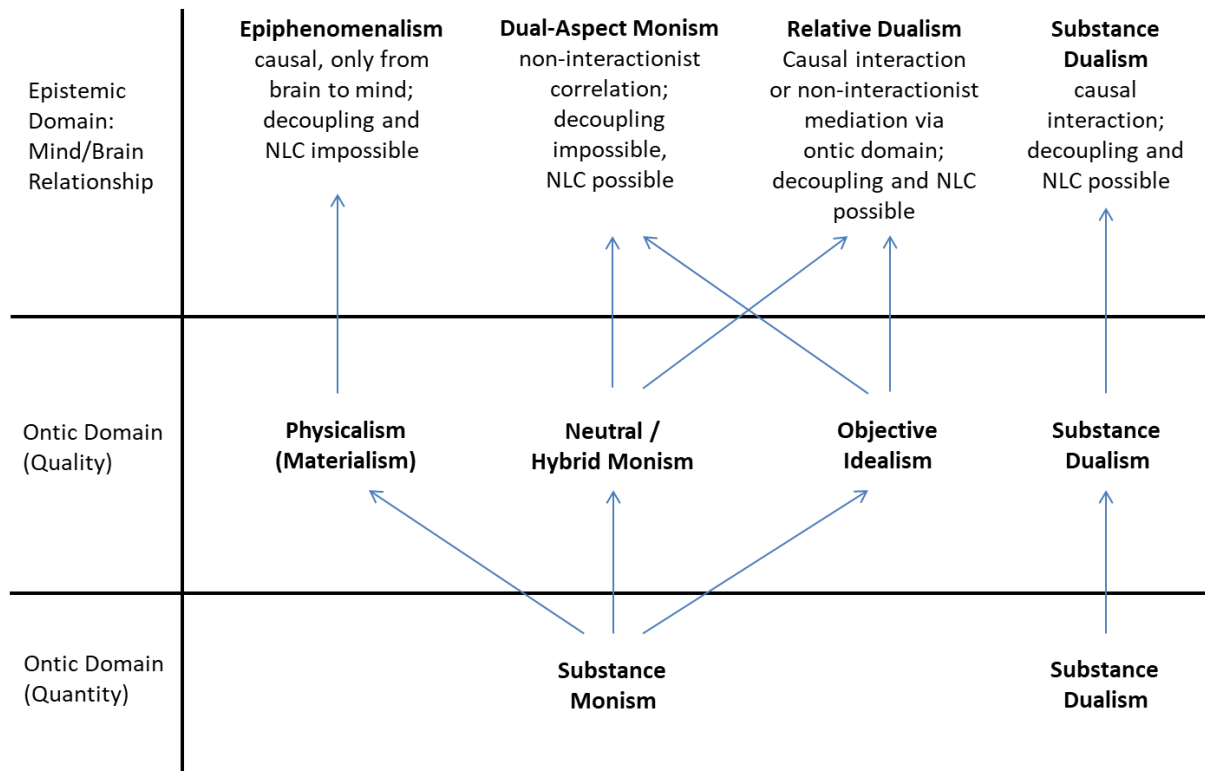 Epistemic
Domain:
Mind/Brain
Relationship
Epiphenomenalism
causal, only from
brain to mind;
decoupling and
NLC impossible
Dual-Aspect Monism
non-interactionist
correlation;
decoupling
impossible,
NLC possible
Relative Dualism
Causal interaction
or non-interactionist
mediation via
ontic domain;
decoupling and NLC
possible
Substance
Dualism
causal
interaction;
decoupling and
NLC possible
Ontic Domain
(Quality)
Physicalism
(Materialism)
Neutral /
Hybrid Monism
Objective
Idealism
Substance
Dualism
Ontic Domain
(Quantity)
Substance
Monism
Substance
Dualism